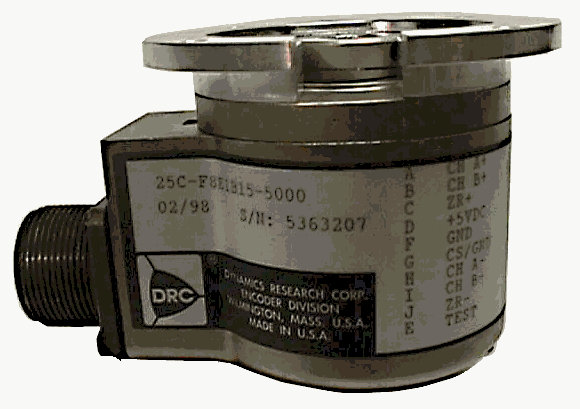 25C-F8E1B15-5000
02/98 S/N: 5363207
DRC
DYNAMICS RESEARCH CORP.
ENCODER DIVISION
WILMINGTON, MASS. U.S.A.
MADE IN U.S.A.
A CH A+
B CH B+
C ZR+
D +5VDC
F GND
G CS/GND
H CH A-
I CH B-
J ZR-
E TEST